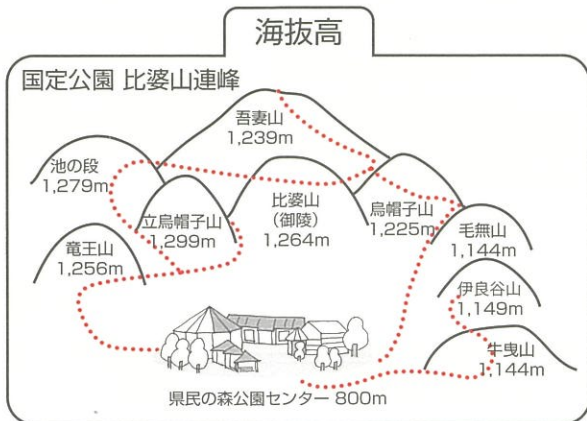 海抜高
国定公園 比婆山連峰
吾妻山
1,239m
池の段
1,279m
立烏帽子山
1,299m
比婆山
(御陵)
1,264m
烏帽子山
1,225m
毛無山
1,144m
竜王山
1,256m
伊良谷山
1,149m
牛曳山
1,144m
県民の森公園センター 800m